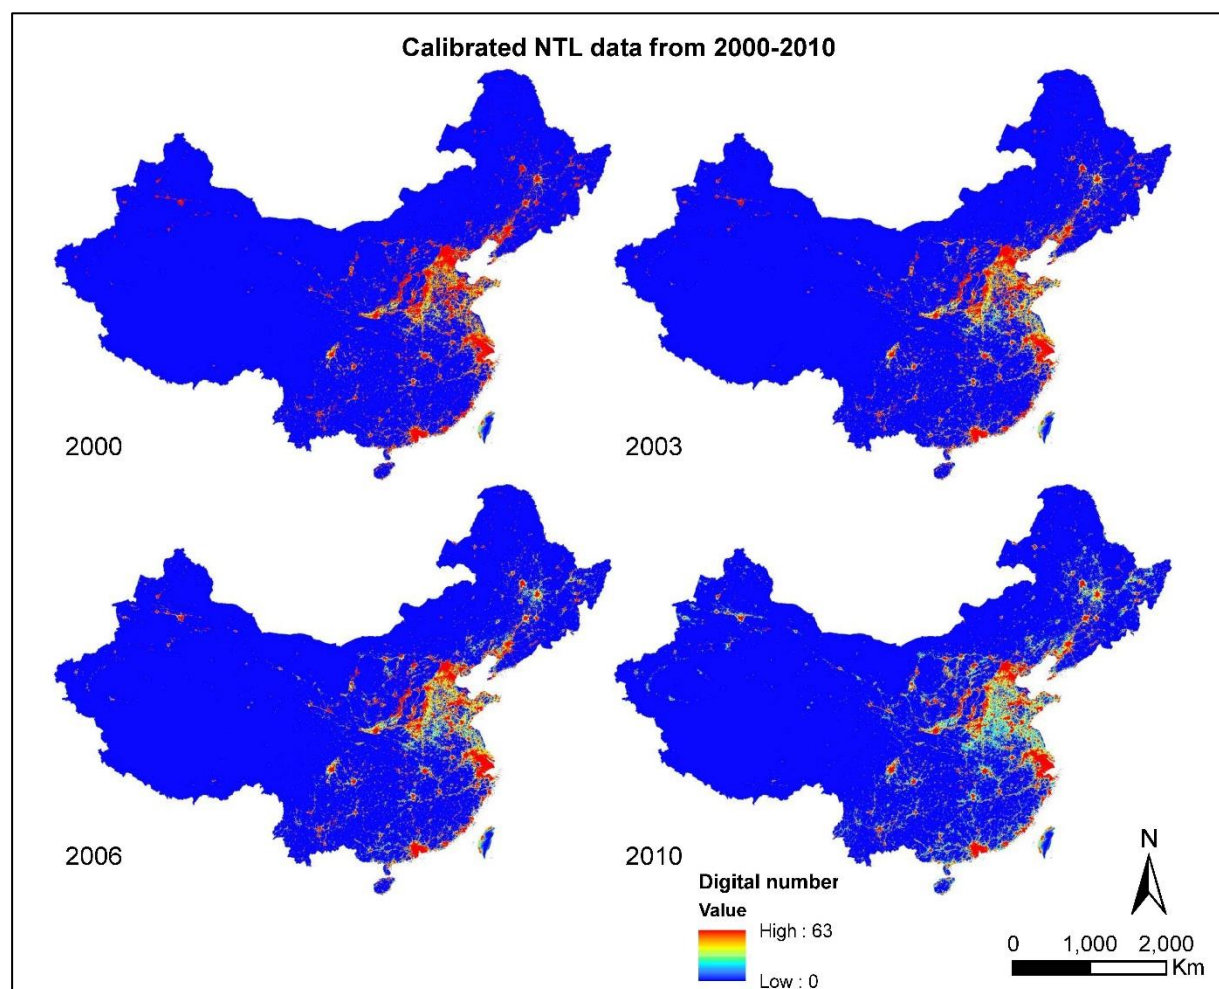 Calibrated NTL data from 2000-2010
2000
2003
2006
2010
N
Digital number
Value
High : 63
Low : 0
0 1,000 2,000
Km